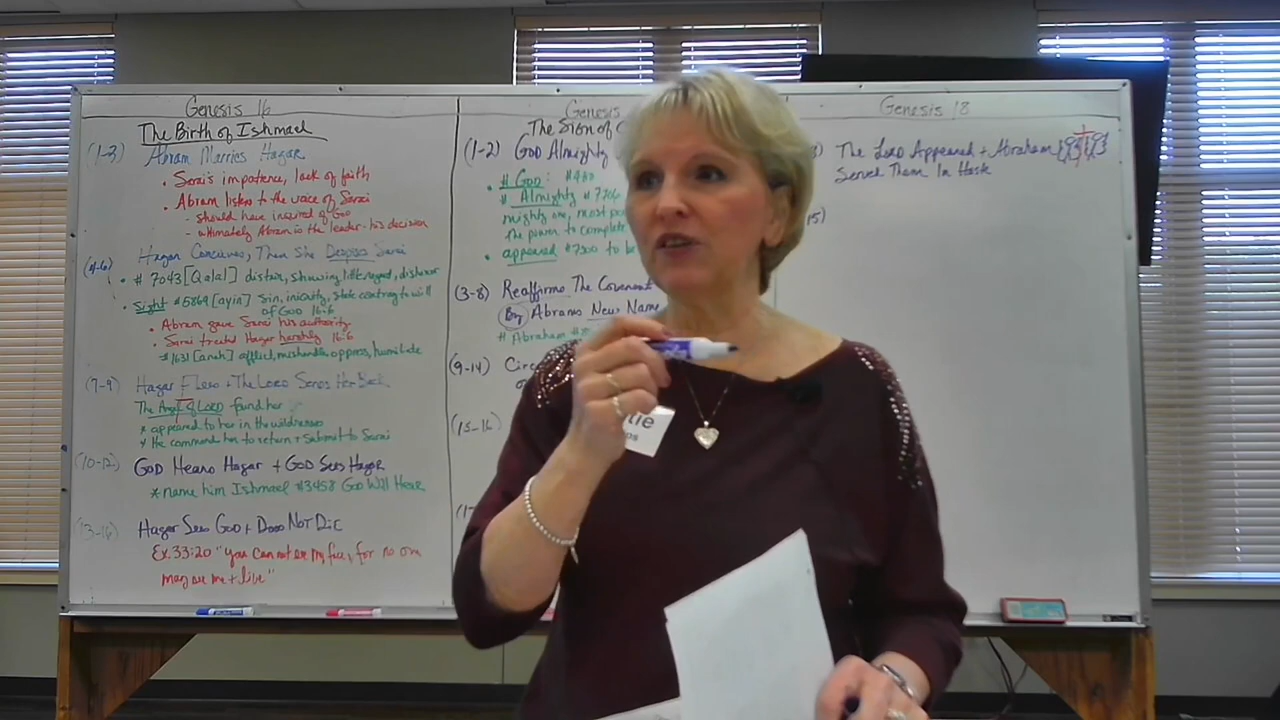 Genesis 16
The Birth of Ishmael
(1-3) Abram Marries Hagar
• Sarai's impatience, lack of faith
• Abram listens to the voice of Sarai
- should have inquired of God
- ultimately Abram is the leader - his decision
(4-6) Hagar Conceives, Then She Despises Sarai
• # 7043 [Qalal] disdain, showing little regard, dishonor
• Sight #5869 [ayin] Sin, iniquity, State contrary to will
of God 16:6
• Abram gave Sarai his authority
• Sarai treated Hagar harshly 16:6
[anah] afflict, mishandle, oppress, humiliate
(7-9) Hagar Flees + The LORD Sends Her Back
The Angel of LORD found her
* appeared to her in the wilderness
* He command her to return + submit to Sarai
(10-12) GOD Hears Hagar + GOD Sees Hagar
* name him Ishmael #3458 God Will Hear
(13-16) Hagar Sees GOD + Does NOT DIE
Ex. 33:20 "you can not see my face, for no one
may see me + live"
Genesis
The Sign of
(1-2) GOD Almighty
• # God: #430
# Almighty
mighty one, most
the power to complete
• appeared #7200 to be
(3-8) Reaffirms The Covenant
By Abrams New Name
# Abraham
(9-14)
(15-16)
Genesis 18
The LORD Appeared + Abraham
Served Them In Haste
15)